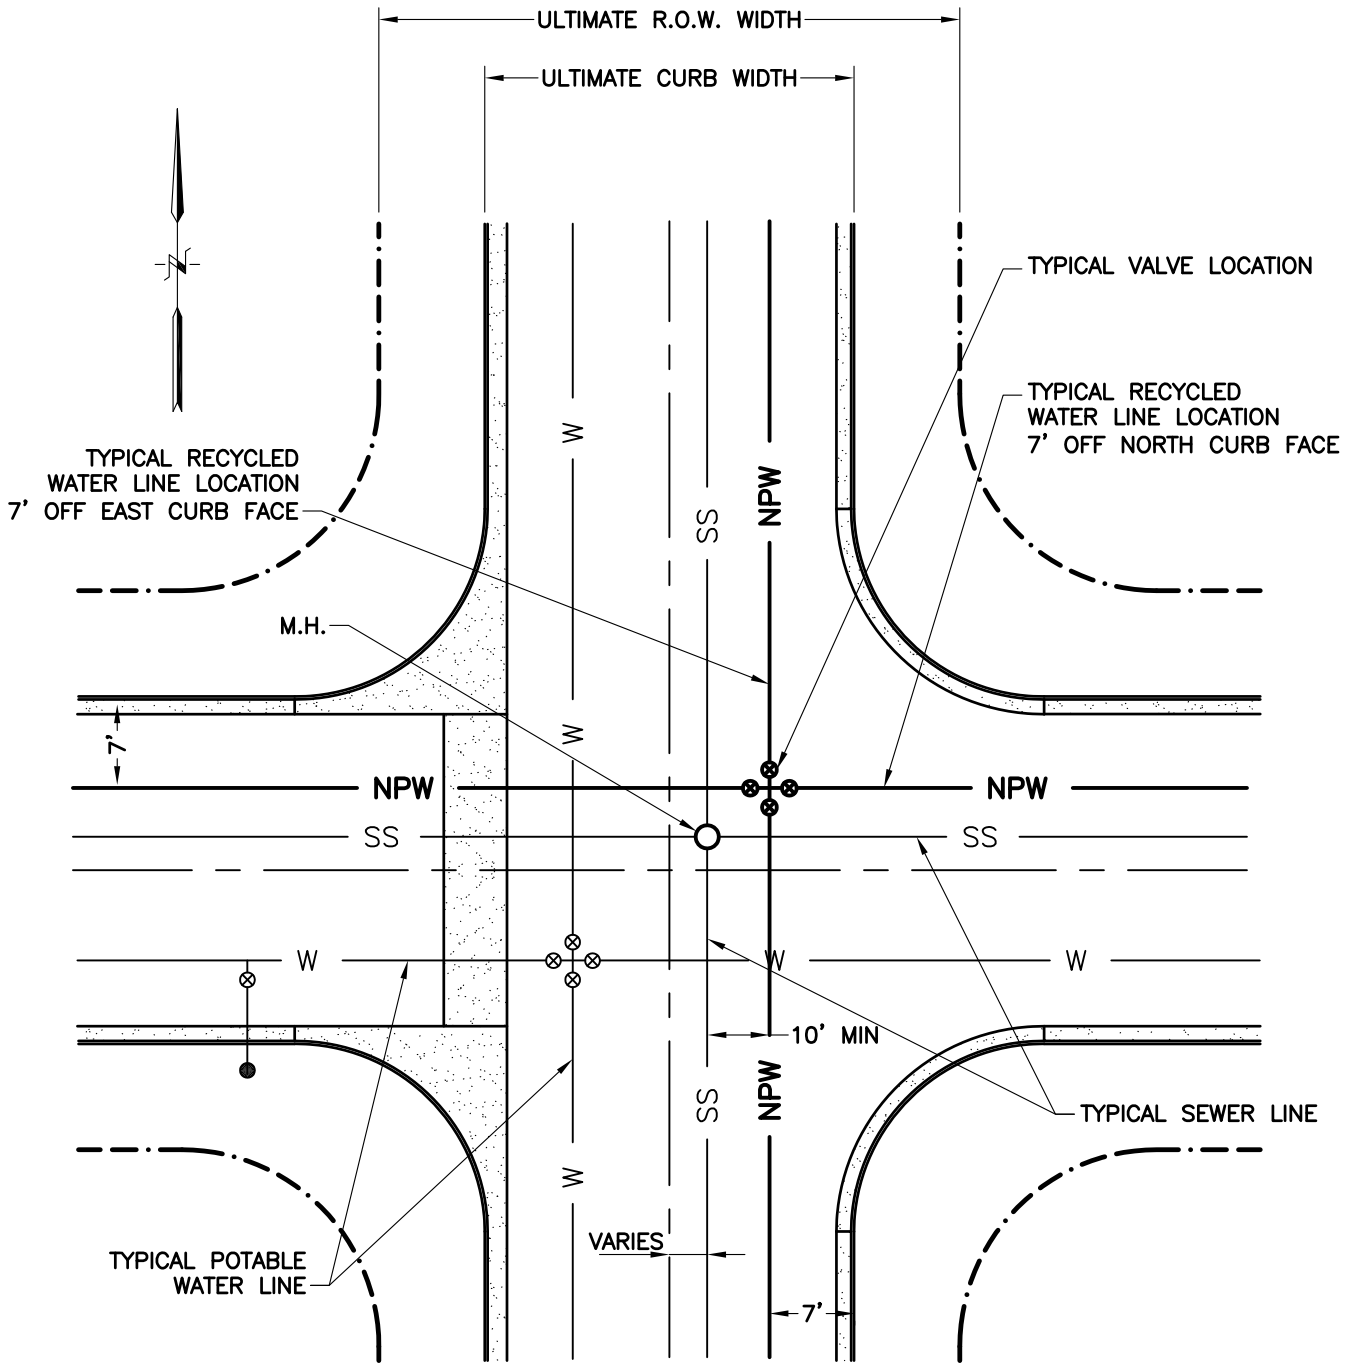 ULTIMATE R.O.W. WIDTH
ULTIMATE CURB WIDTH
N
TYPICAL VALVE LOCATION
TYPICAL RECYCLED
WATER LINE LOCATION
7' OFF NORTH CURB FACE
W
TYPICAL RECYCLED
WATER LINE LOCATION
7' OFF EAST CURB FACE
SS
NPW
M.H.
W
7'
NPW
NPW
SS
SS
W
W
W
10' MIN
SS
NPW
TYPICAL SEWER LINE
W
VARIES
TYPICAL POTABLE
WATER LINE
7'